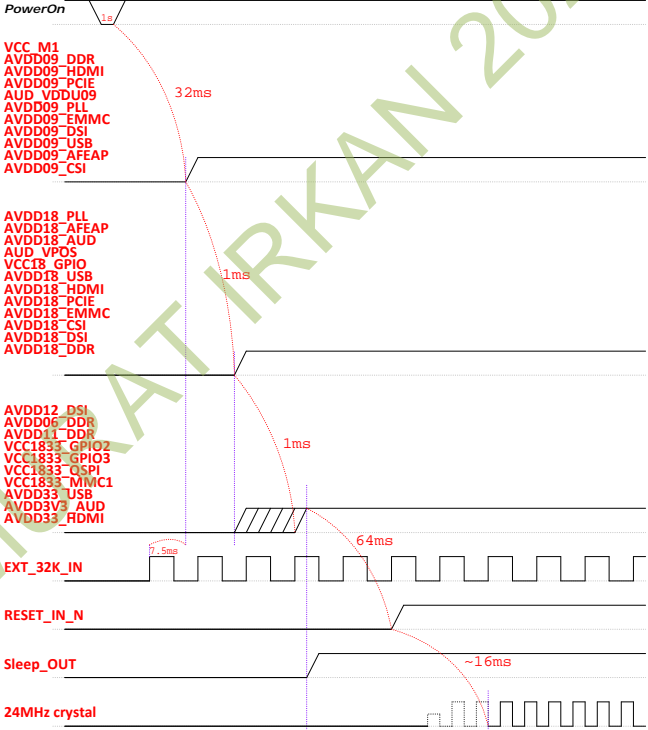 PowerOn
1s
VCC_M1
AVDD09_DDR
AVDD09_HDMI
AVDD09_PCIE
AUD_VDDU09
AVDD09_PLL
AVDD09_EMMC
AVDD09_DSI
AVDD09_USB
AVDD09_AFEAP
AVDD09_CSI
32ms
AVDD18_PLL
AVDD18_AFEAP
AVDD18_AUD
AUD_VPOS
VCC18_GPIO
AVDD18_USB
AVDD18_HDMI
AVDD18_PCIE
AVDD18_EMMC
AVDD18_CSI
AVDD18_DSI
AVDD18_DDR
1ms
AVDD12_DSI
AVDD06_DDR
AVDD11_DDR
VCC1833_GPIO2
VCC1833_GPIO3
VCC1833_QSPI
VCC1833_MMC1
AVDD33_USB
AVDD3V3_AUD
AVDD33_HDMI
1ms
64ms
7.5ms
EXT_32K_IN
RESET_IN_N
Sleep_OUT
~16ms
24MHz crystal
RAT IRKAN